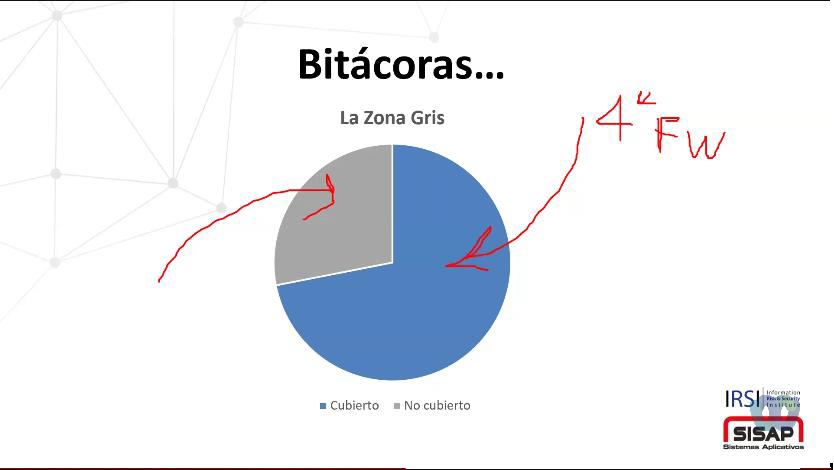 Bitácoras...
La Zona Gris
4
FW
Cubierto
No cubierto
IRSI
Information
Risk & Security
Institute
SISAP
Sistemas Aplicativos